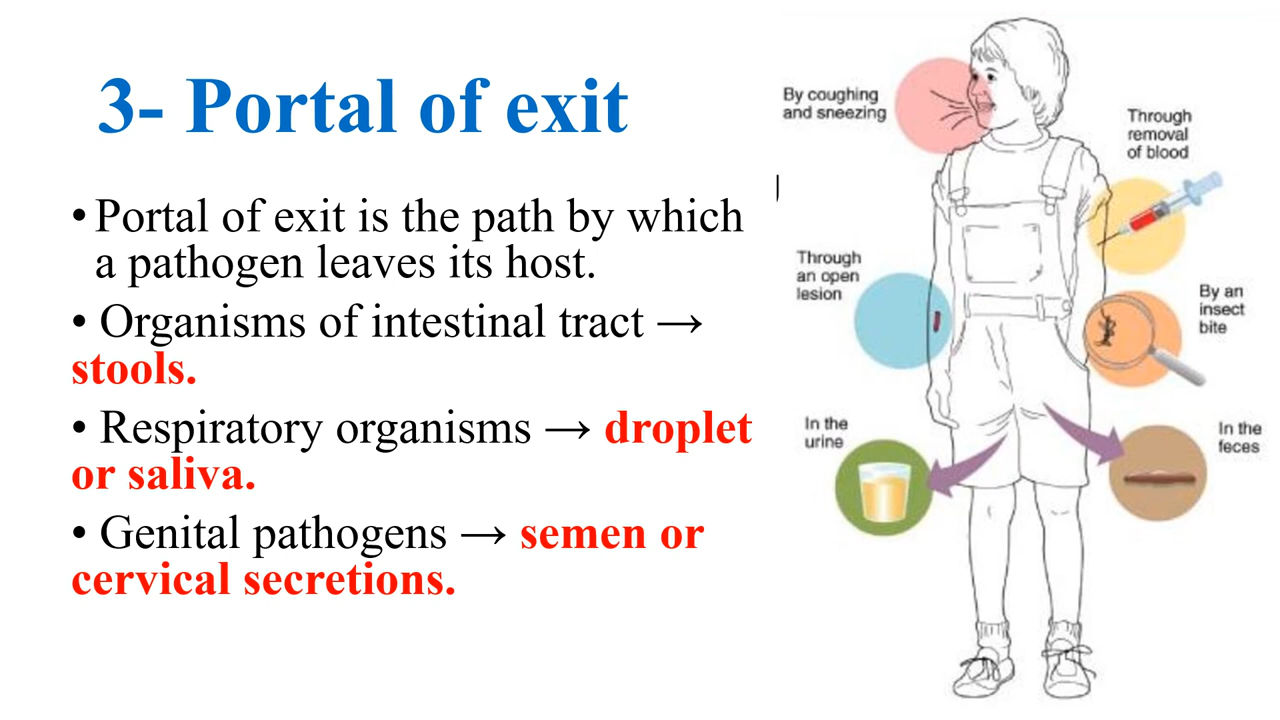 3- Portal of exit
• Portal of exit is the path by which
a pathogen leaves its host.
• Organisms of intestinal tract →
stools.
• Respiratory organisms → droplet
or saliva.
• Genital pathogens → semen or
cervical secretions.
By coughing
and sneezing
Through
removal
of blood
Through
an open
lesion
By an
insect
bite
In the
urine
In the
feces